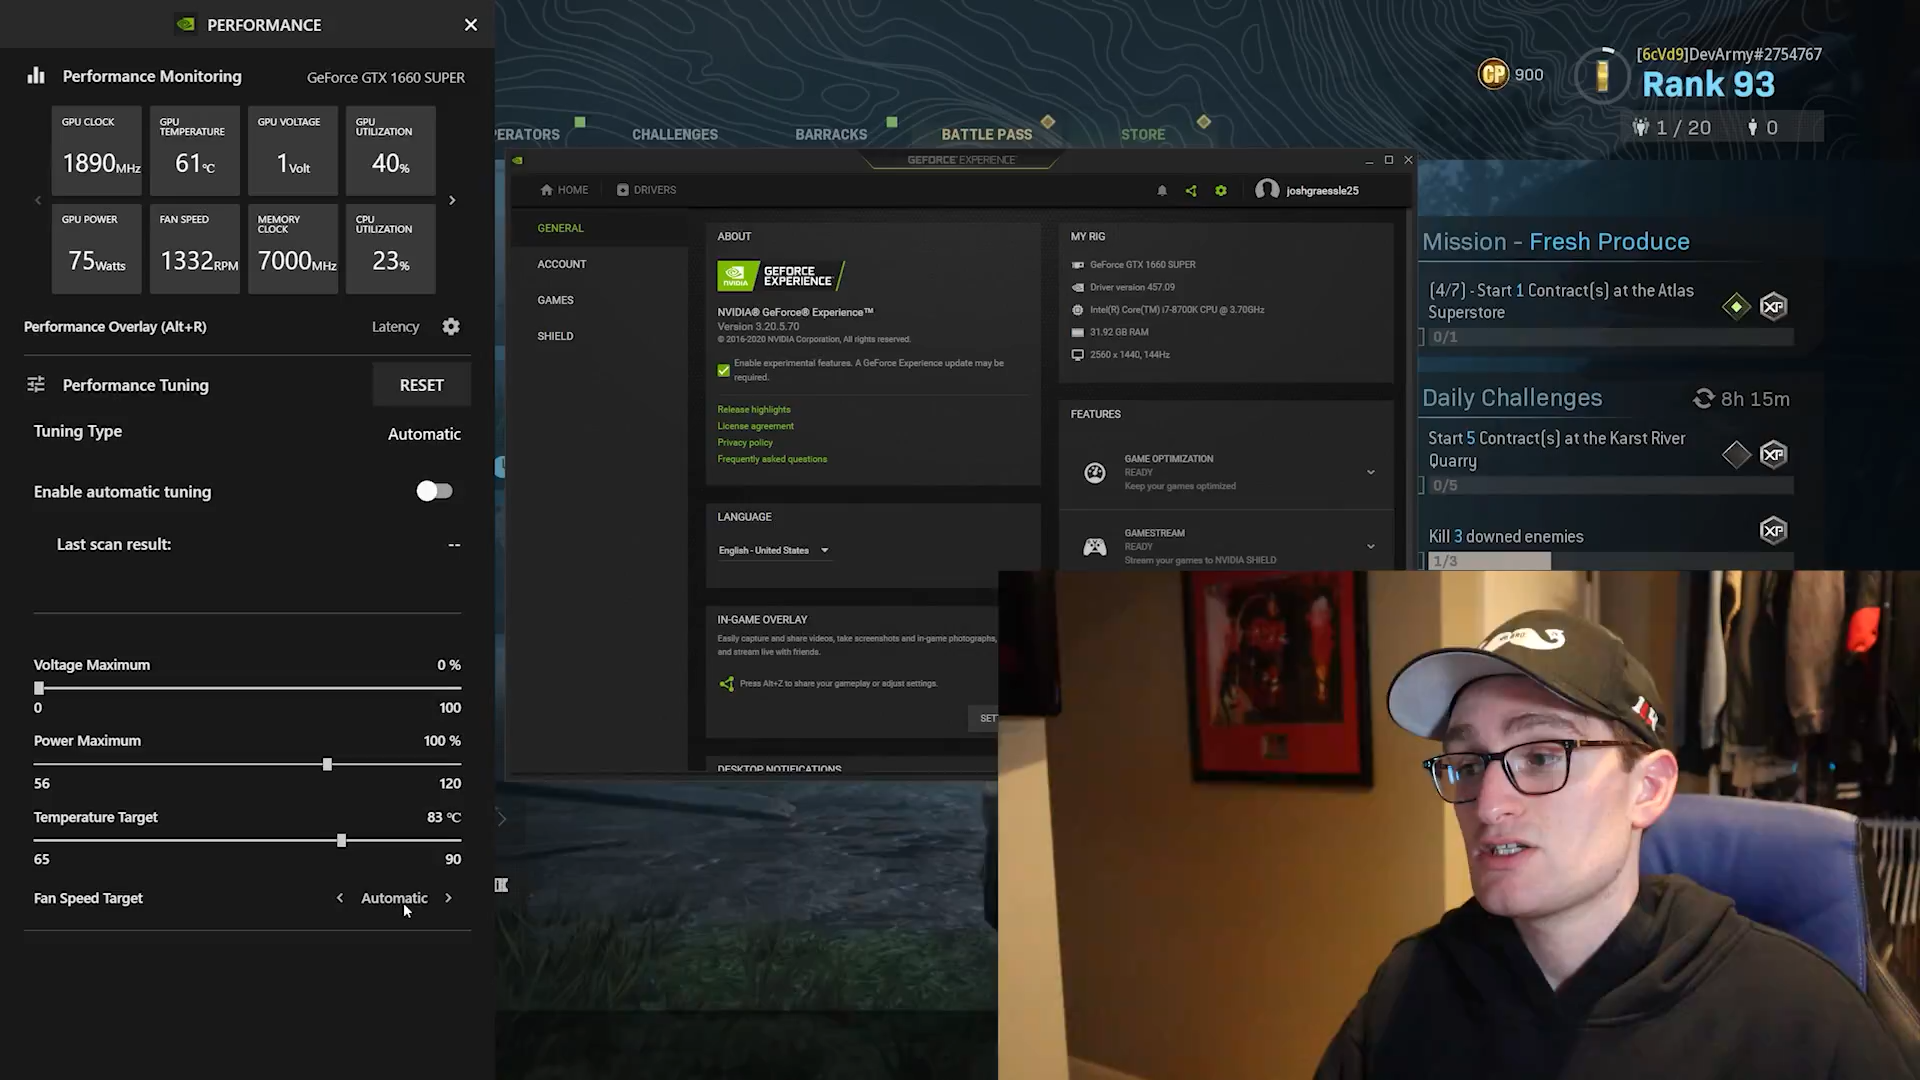 PERFORMANCE
Performance Monitoring
GeForce GTX 1660 SUPER
GPU CLOCK
1890MHz
GPU TEMPERATURE
61°C
GPU VOLTAGE
1Volt
GPU UTILIZATION
40%
GPU POWER
75Watts
FAN SPEED
1332RPM
MEMORY CLOCK
7000MHz
CPU UTILIZATION
23%
Performance Overlay (Alt+R)
Latency
Performance Tuning
RESET
Tuning Type
Automatic
Enable automatic tuning
Last scan result:
--
Voltage Maximum
0 %
0
100
Power Maximum
100 %
56
120
Temperature Target
83 °C
65
90
Fan Speed Target
< Automatic >
PERATORS
CHALLENGES
BARRACKS
BATTLE PASS
STORE
GP 900
[6cVd9]DevArmy#2754767
Rank 93
1 / 20
0
GEFORCE EXPERIENCE
HOME
DRIVERS
joshgraessle25
GENERAL
ACCOUNT
GAMES
SHIELD
ABOUT
NVIDIA
GEFORCE
EXPERIENCE
NVIDIA® GeForce® Experience™
Version 3.20.5.70
© 2016-2020 NVIDIA Corporation, All rights reserved.
Enable experimental features. A GeForce Experience update may be
required.
Release highlights
License agreement
Privacy policy
Frequently asked questions
LANGUAGE
English - United States
IN-GAME OVERLAY
Easily capture and share videos, take screenshots and in-game photographs,
and stream live with friends.
Press Alt+Z to share your gameplay or adjust settings.
SET
DESKTOP NOTIFICATIONS
MY RIG
GeForce GTX 1660 SUPER
Driver version 457.09
Intel(R) Core(TM) i7-8700K CPU @ 3.70GHz
31.92 GB RAM
2560 x 1440, 144Hz
FEATURES
GAME OPTIMIZATION
READY
Keep your games optimized
GAMESTREAM
READY
Stream your games to NVIDIA SHIELD
Mission - Fresh Produce
(4/7) - Start 1 Contract(s) at the Atlas
Superstore
XP
0/1
Daily Challenges
8h 15m
Start 5 Contract(s) at the Karst River
Quarry
XP
0/5
Kill 3 downed enemies
XP
1/3